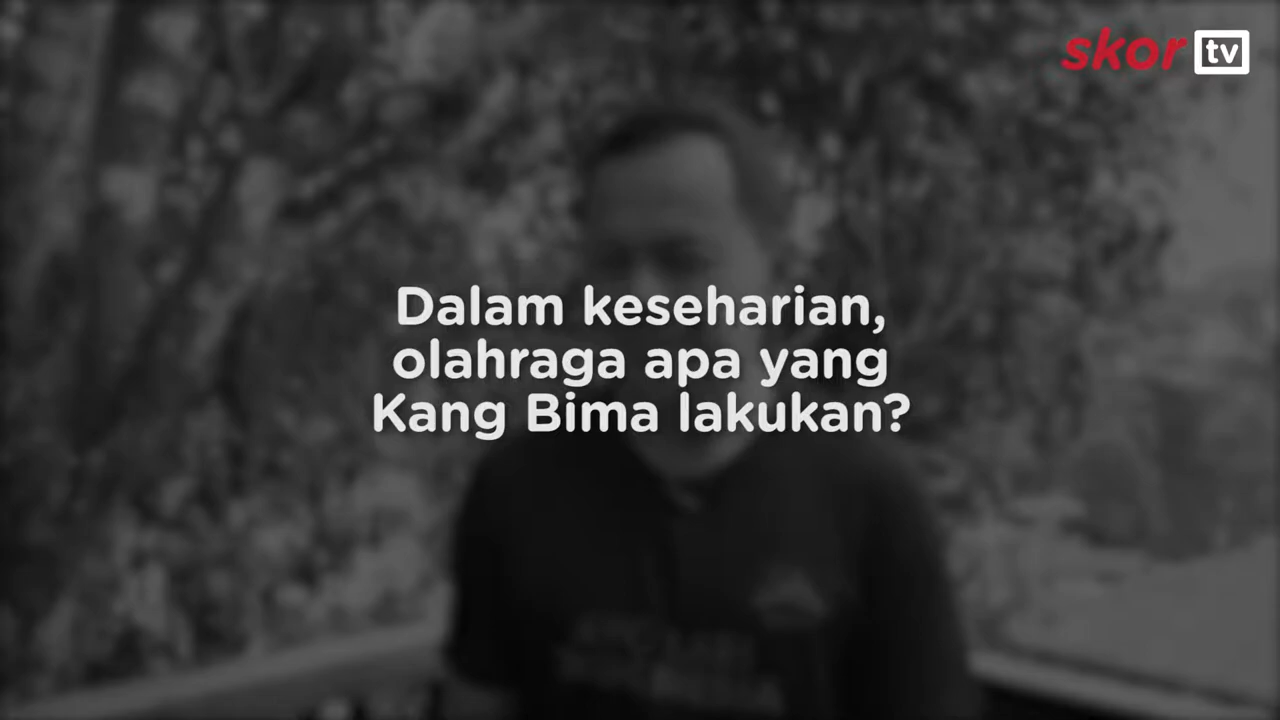 skor tv
Dalam keseharian,
olahraga apa yang
Kang Bima lakukan?